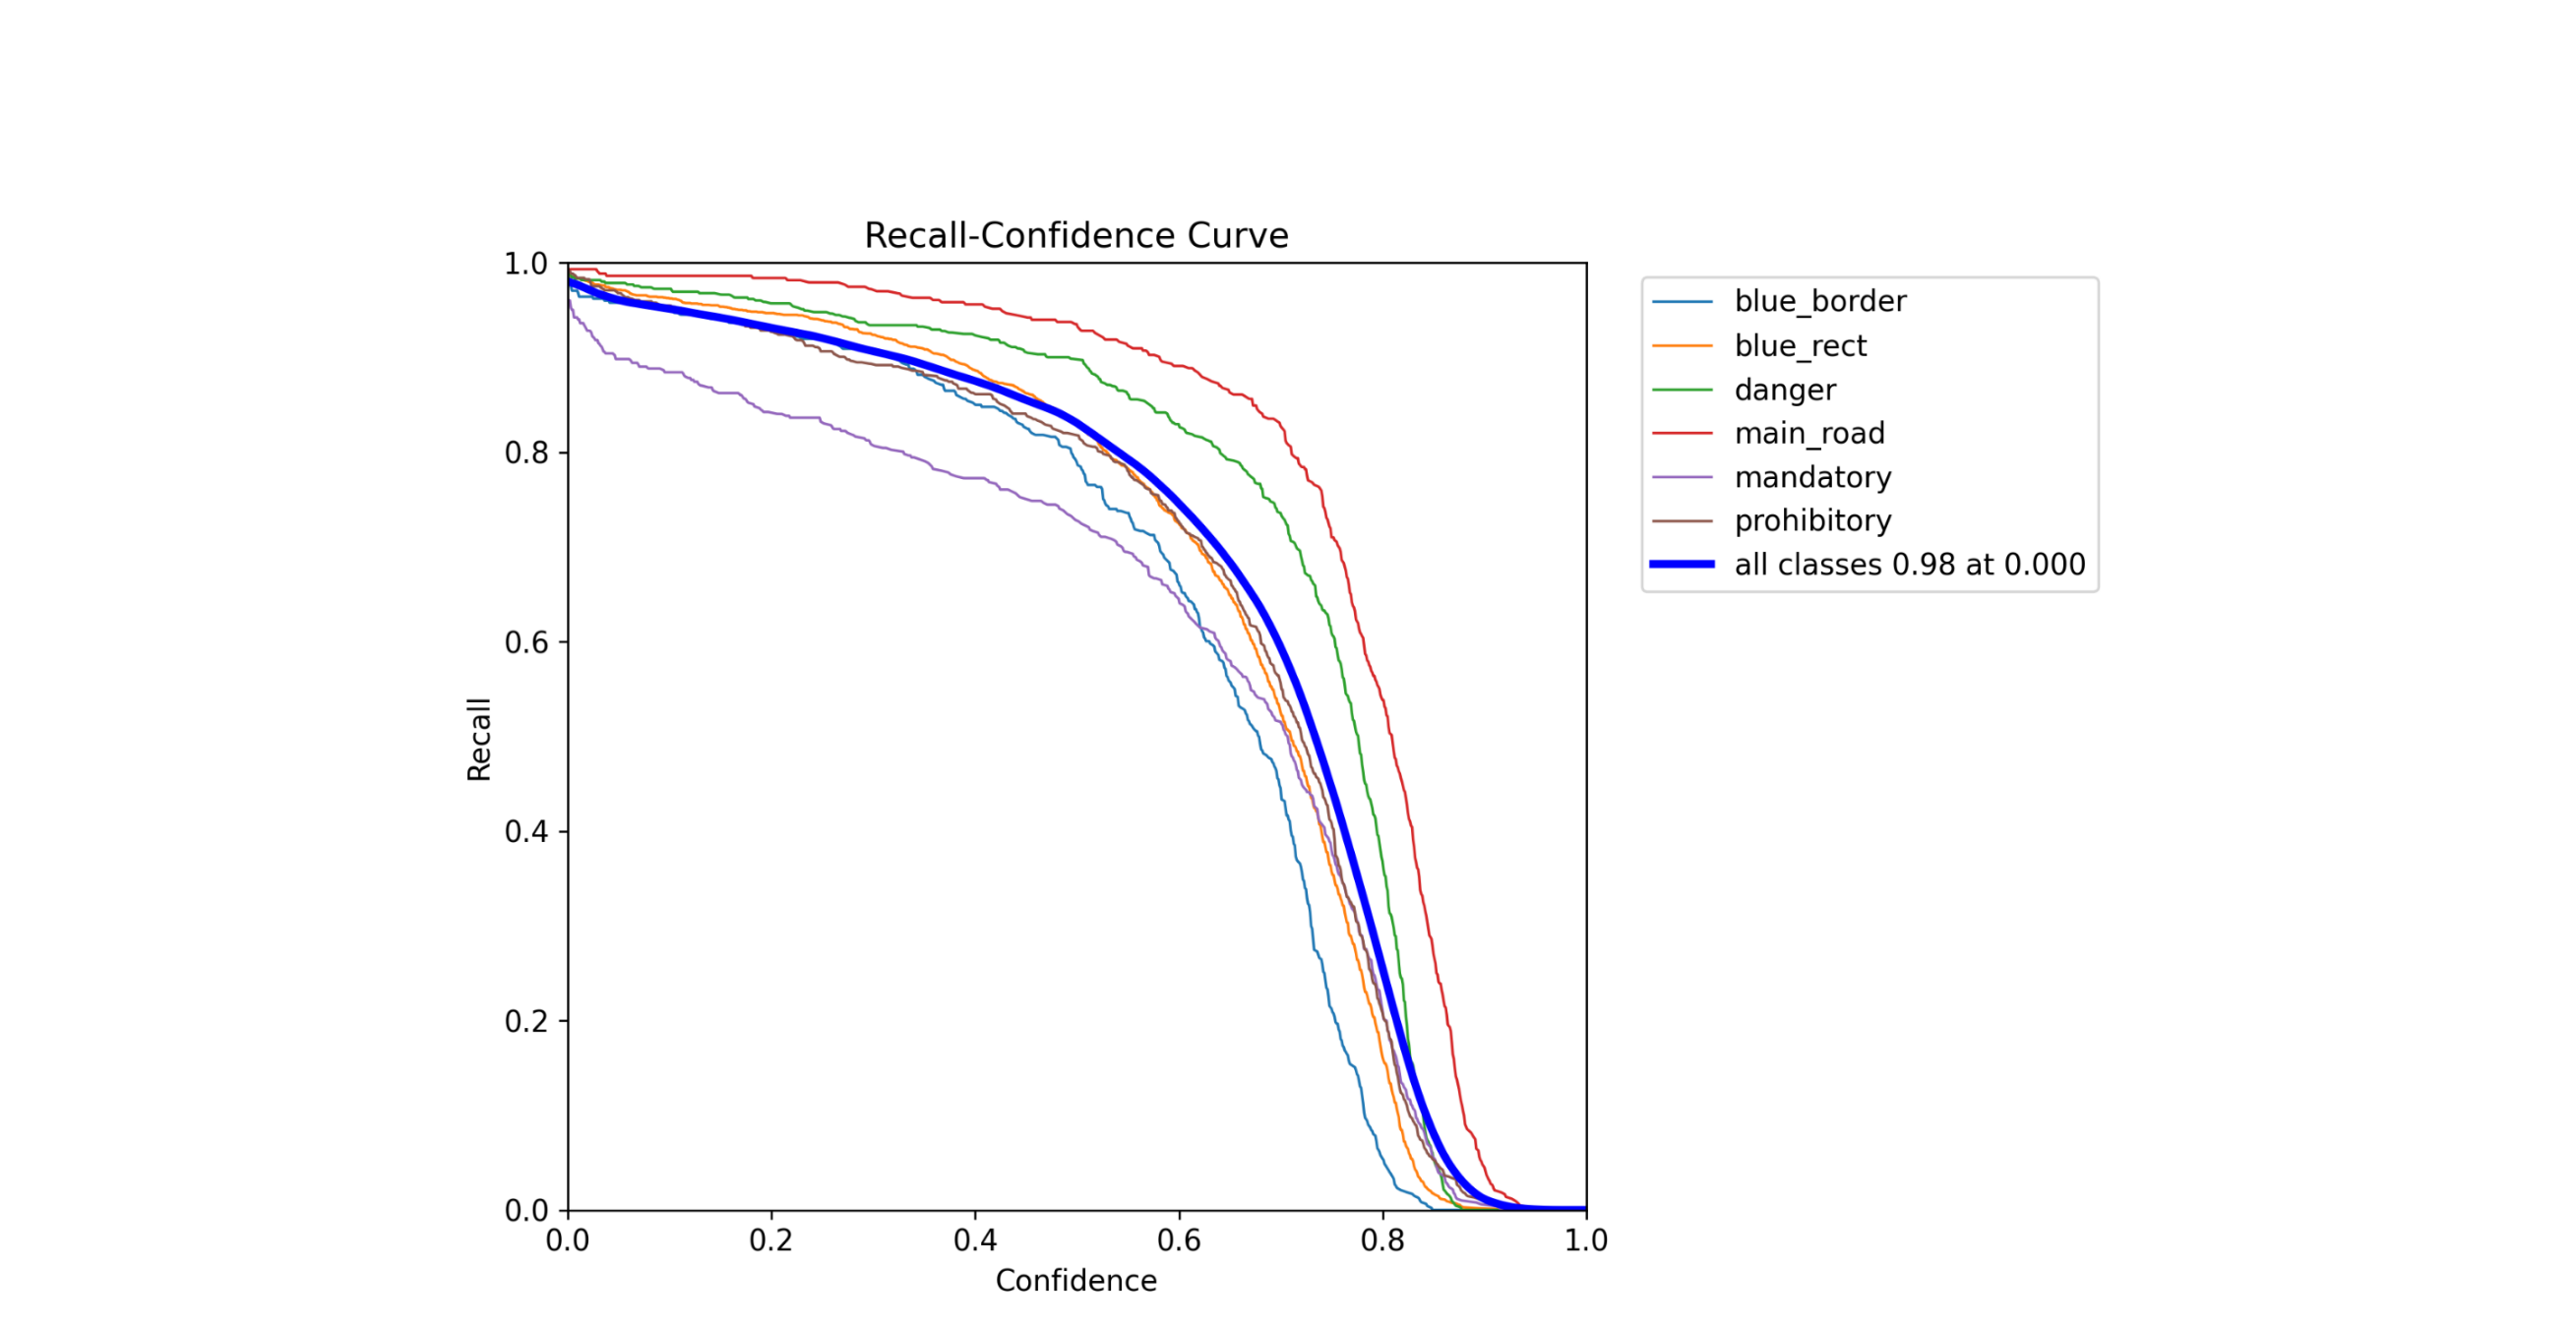 Recall-Confidence Curve
1.0
0.8
0.6
0.4
0.2
0.0
Recall
0.0 0.2 0.4 0.6 0.8 1.0
Confidence
blue_border
blue_rect
danger
main_road
mandatory
prohibitory
all classes 0.98 at 0.000